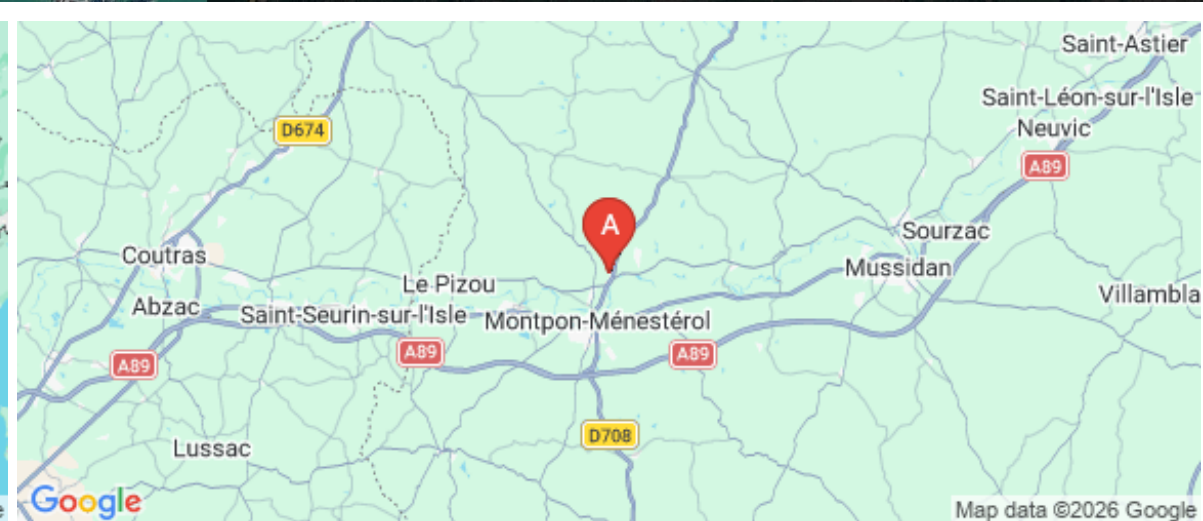 Saint-Astier
Saint-Léon-sur-l'Isle
Neuvic
D674
A89
A
Sourzac
Coutras
Mussidan
Le Pizou
Villambla
Abzac
Saint-Seurin-sur-l'Isle
Montpon-Ménestérol
A89
A89
A89
D708
Lussac
Google
Map data ©2026 Google